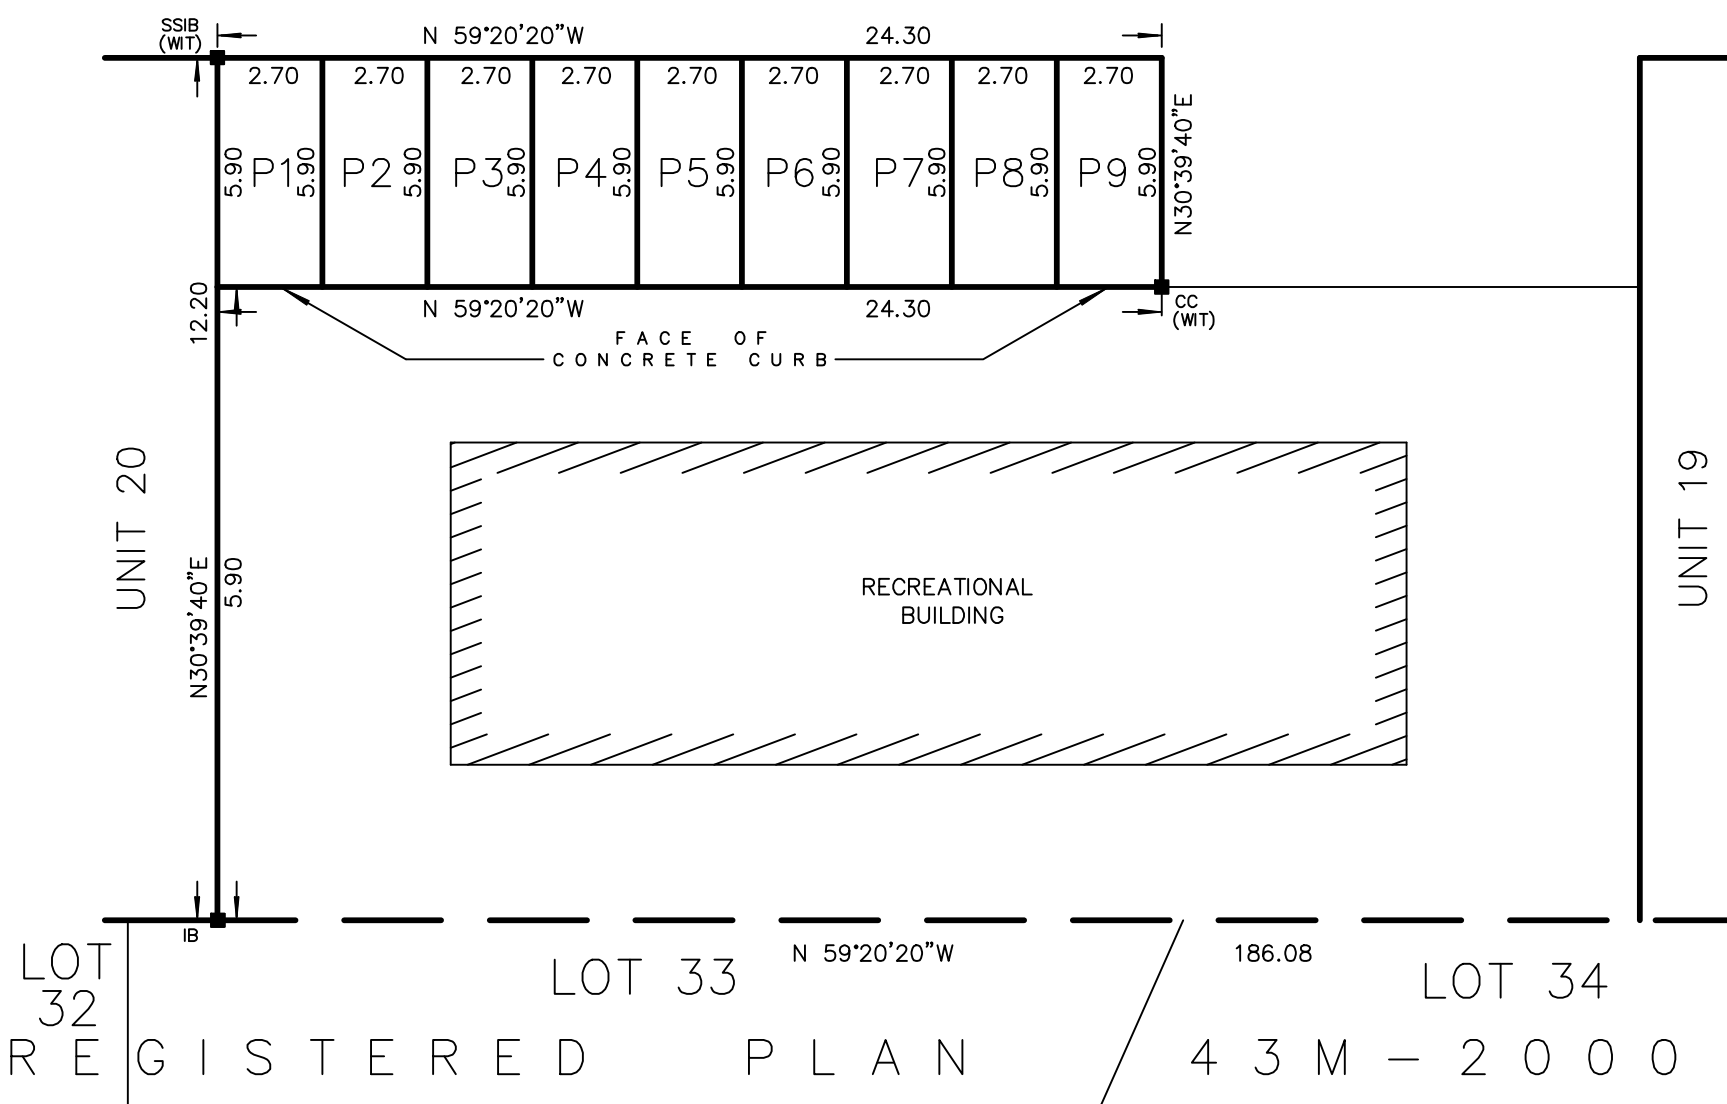 SSIB
(WIT)
N 59°20'20"W 24.30
2.70 2.70 2.70 2.70 2.70 2.70 2.70 2.70 2.70
5.90 P1 5.90 P2 5.90 P3 5.90 P4 5.90 P5 5.90 P6 5.90 P7 5.90 P8 5.90 P9 5.90
N30°39'40"E
12.20
N 59°20'20"W 24.30
CC
(WIT)
FACE OF
CONCRETE CURB
UNIT 20
N30°39'40"E
5.90
RECREATIONAL
BUILDING
UNIT 19
IB
N 59°20'20"W 186.08
LOT
32
LOT 33
LOT 34
REGISTERED PLAN 43M-2000